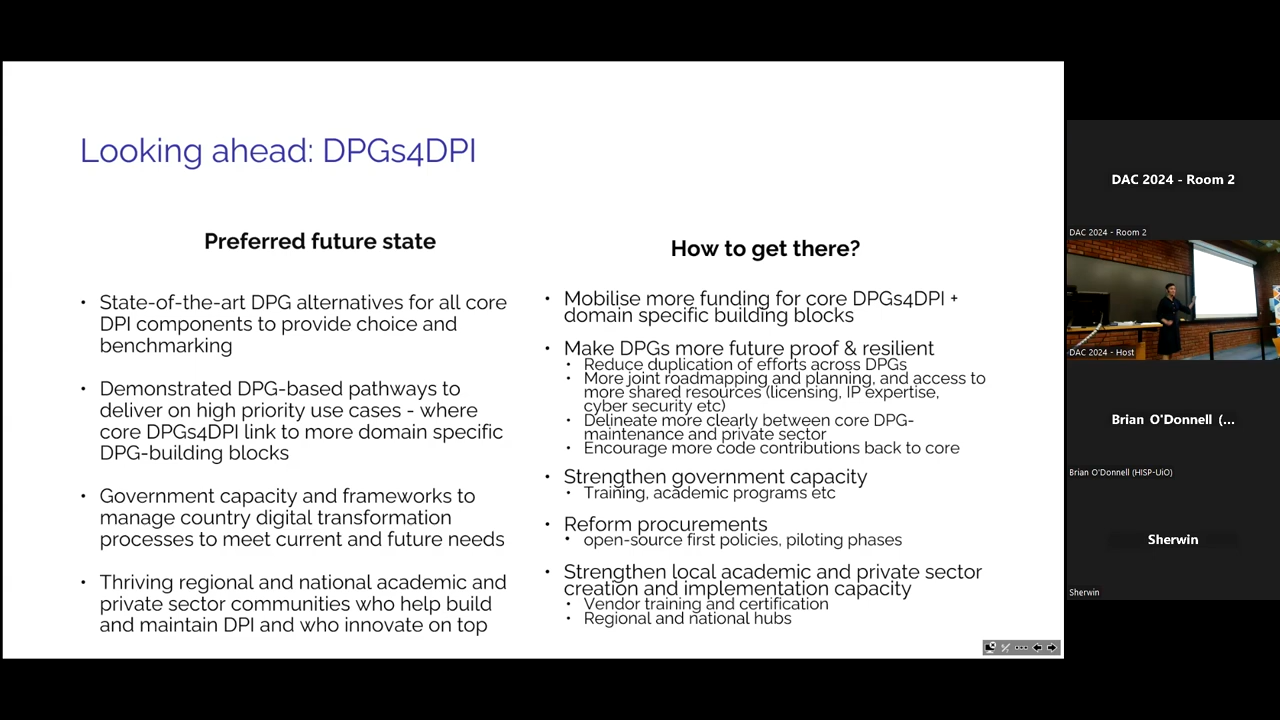 Looking ahead: DPGs4DPI
Preferred future state
• State-of-the-art DPG alternatives for all core
DPI components to provide choice and
benchmarking
• Demonstrated DPG-based pathways to
deliver on high priority use cases - where
core DPGs4DPI link to more domain specific
DPG-building blocks
• Government capacity and frameworks to
manage country digital transformation
processes to meet current and future needs
• Thriving regional and national academic and
private sector communities who help build
and maintain DPI and who innovate on top
How to get there?
• Mobilise more funding for core DPGs4DPI +
domain specific building blocks
• Make DPGs more future proof & resilient
• Reduce duplication of efforts across DPGs
• More joint roadmapping and planning, and access to
more shared resources (licensing, IP expertise,
cyber security etc)
• Delineate more clearly between core DPG-
maintenance and private sector
• Encourage more code contributions back to core
• Strengthen government capacity
• Training, academic programs etc
• Reform procurements
• open-source first policies, piloting phases
• Strengthen local academic and private sector
creation and implementation capacity
• Vendor training and certification
• Regional and national hubs
DAC 2024 - Room 2
DAC 2024 - Room 2
DAC 2024 - Host
Brian O'Donnell (...
Brian O'Donnell (HISP-UiO)
Sherwin
Sherwin